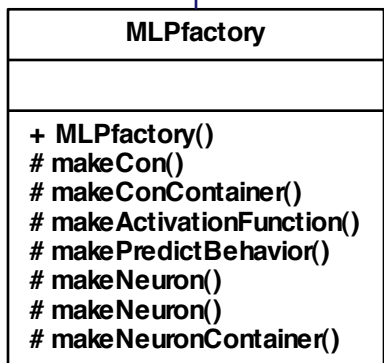 MLPfactory
+ MLPfactory()
# makeCon()
# makeConContainer()
# makeActivationFunction()
# makePredictBehavior()
# makeNeuron()
# makeNeuron()
# makeNeuronContainer()